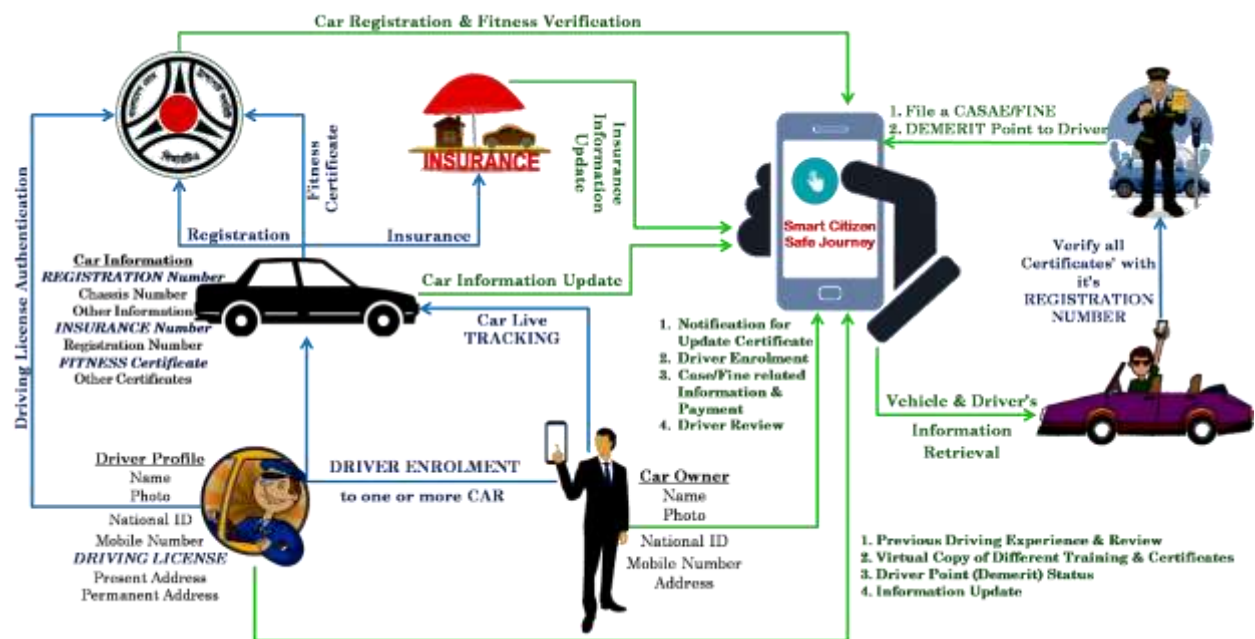 Car Registration & Fitness Verification
INSURANCE
Insurance
Information
Update
Fitness
Certificate
Driving License Authentication
Registration
Insurance
1. File a CASAE/FINE
2. DEMERIT Point to Driver
Smart Citizen
Safe Journey
Verify all
Certificates' with
it's
REGISTRATION
NUMBER
Car Information
REGISTRATION Number
Chassis Number
Other Information
INSURANCE Number
Registration Number
FITNESS Certificate
Other Certificates
Car Information Update
Car Live
TRACKING
1. Notification for
Update Certificate
2. Driver Enrolment
3. Case/Fine related
Information &
Payment
4. Driver Review
Vehicle & Driver's
Information
Retrieval
Driver Profile
Name
Photo
National ID
Mobile Number
DRIVING LICENSE
Present Address
Permanent Address
DRIVER ENROLMENT
to one or more CAR
Car Owner
Name
Photo
National ID
Mobile Number
Address
1. Previous Driving Experience & Review
2. Virtual Copy of Different Training & Certificates
3. Driver Point (Demerit) Status
4. Information Update